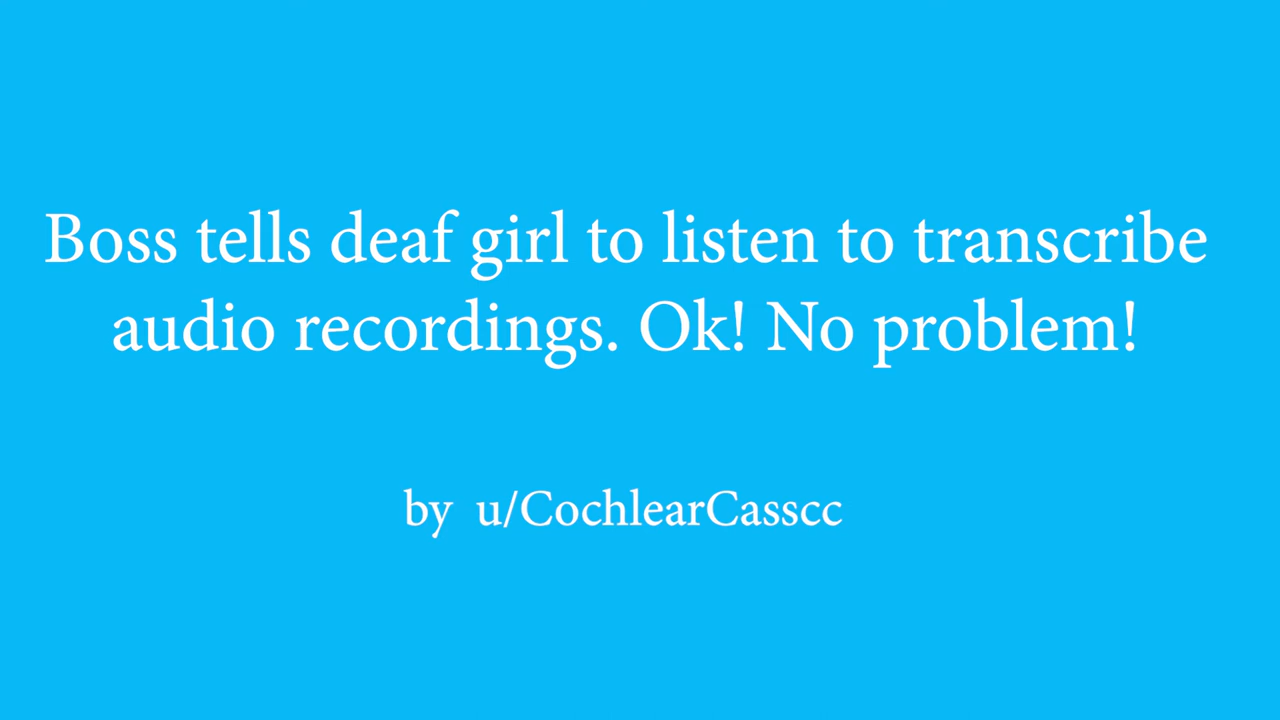 Boss tells deaf girl to listen to transcribe
audio recordings. Ok! No problem!
by u/CochlearCasscc